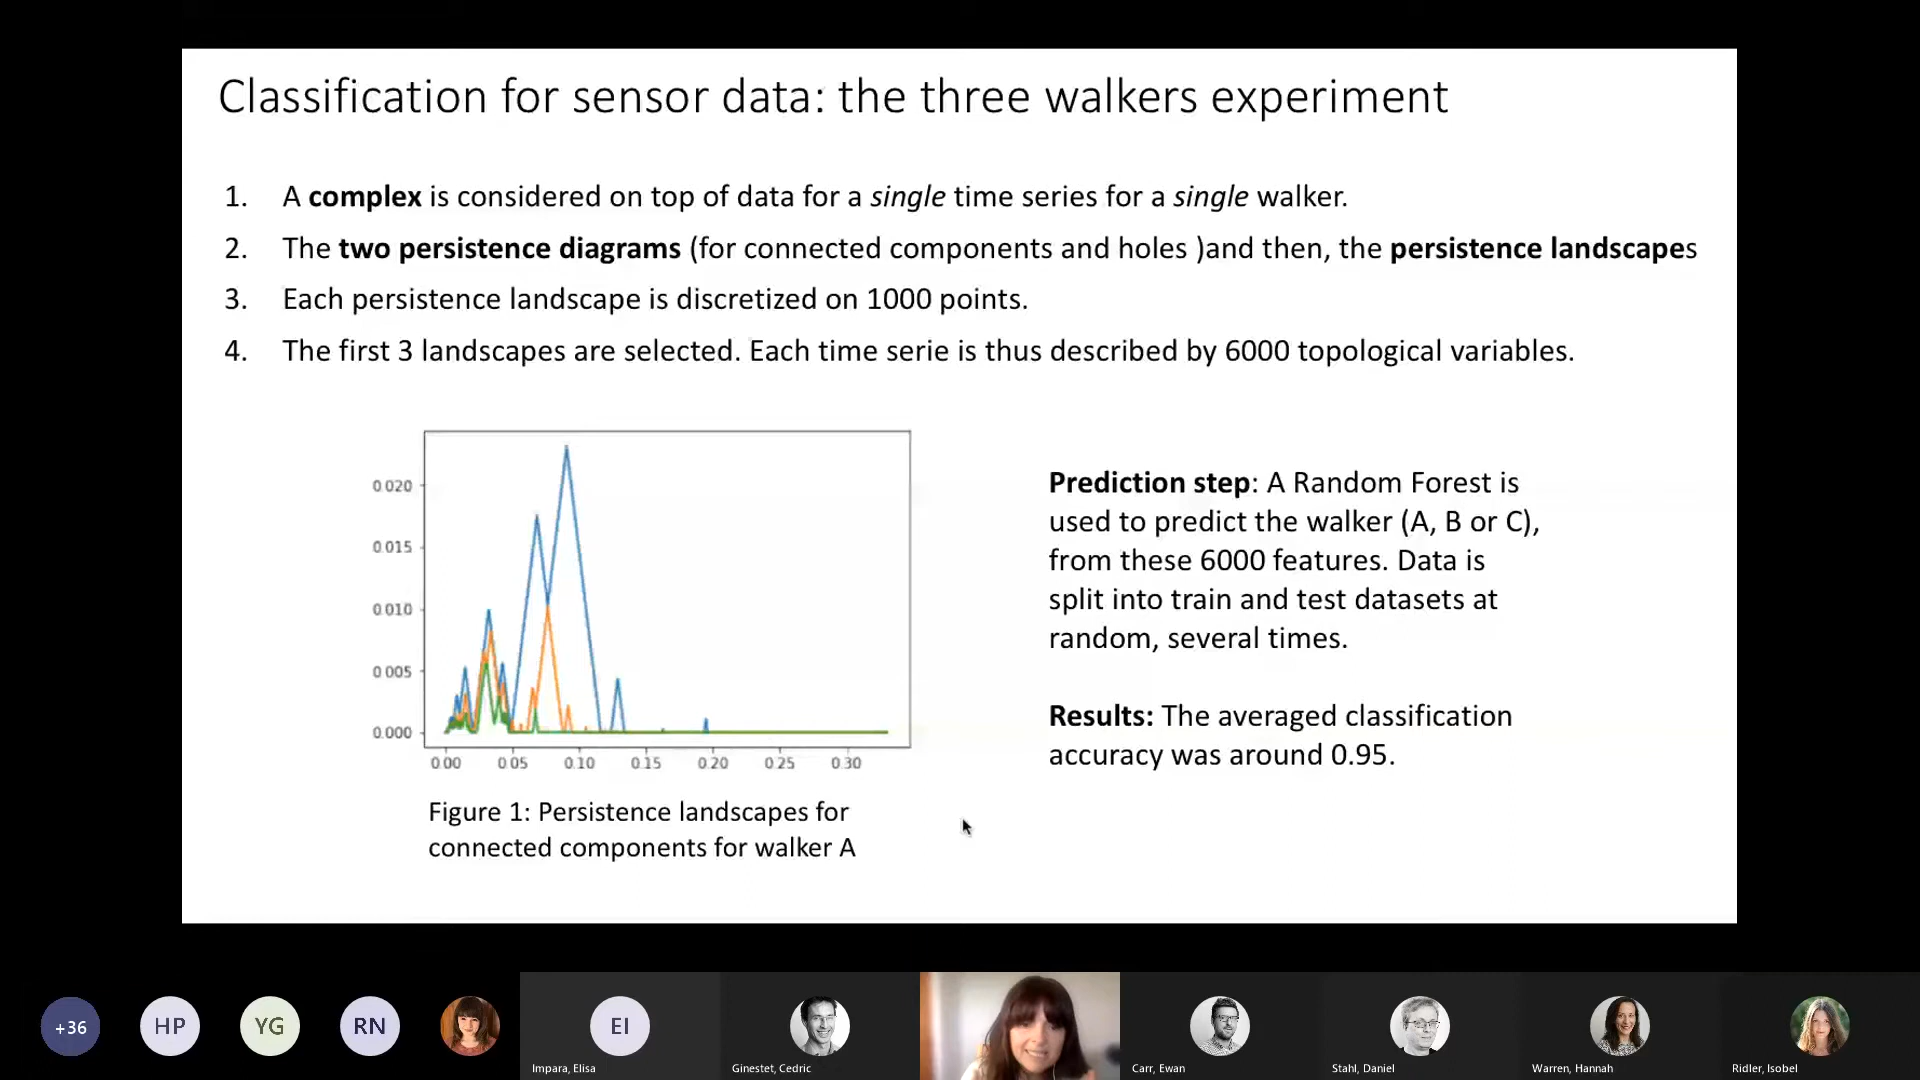 Classification for sensor data: the three walkers experiment
1. A complex is considered on top of data for a single time series for a single walker.
2. The two persistence diagrams (for connected components and holes )and then, the persistence landscapes
3. Each persistence landscape is discretized on 1000 points.
4. The first 3 landscapes are selected. Each time serie is thus described by 6000 topological variables.
0.020
0.015
0.010
0.005
0.000
0.00 0.05 0.10 0.15 0.20 0.25 0.30
Figure 1: Persistence landscapes for
connected components for walker A
Prediction step: A Random Forest is
used to predict the walker (A, B or C),
from these 6000 features. Data is
split into train and test datasets at
random, several times.
Results: The averaged classification
accuracy was around 0.95.
+36 HP YG RN EI
Impara, Elisa Ginestet, Cedric Carr, Ewan Stahl, Daniel Warren, Hannah Ridler, Isobel